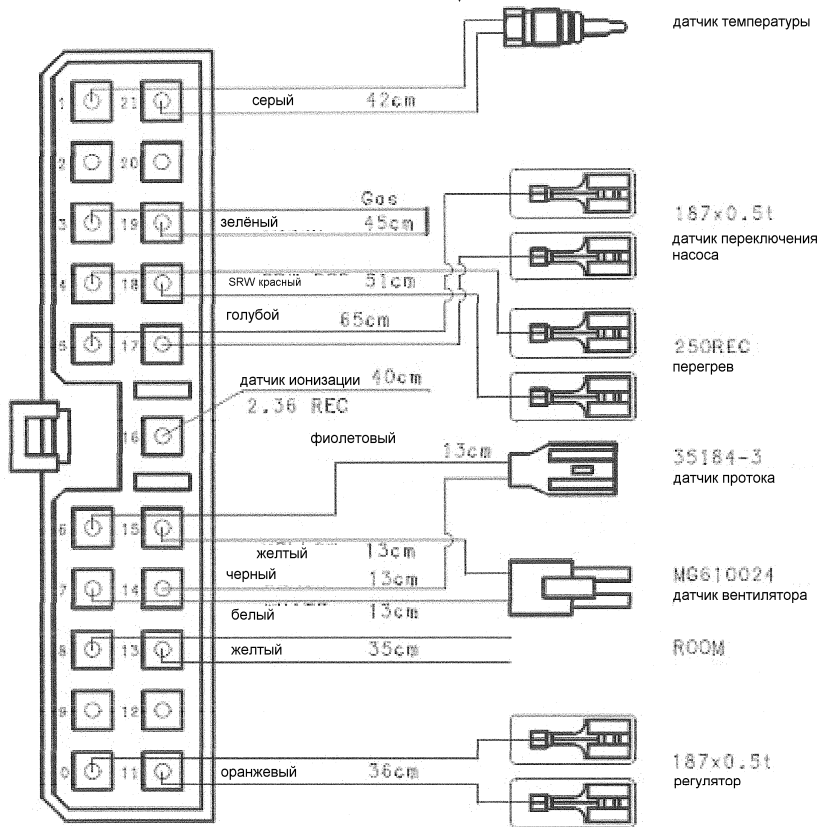 датчик температуры
1 21
серый 42cm
2 20
Gas
3 19 зелёный 45cm
187x0.5t
датчик переключения
насоса
4 18 SRW красный 51cm
голубой 65cm
5 17
250REC
перегрев
датчик ионизации 40cm
2.36 REC
16
фиолетовый 13cm
35184-3
датчик протока
6 15
желтый 13cm
черный 13cm
7 14
MG610024
датчик вентилятора
белый 13cm
8 13 желтый 35cm ROOM
9 12
0 11 оранжевый 36cm
187x0.5t
регулятор